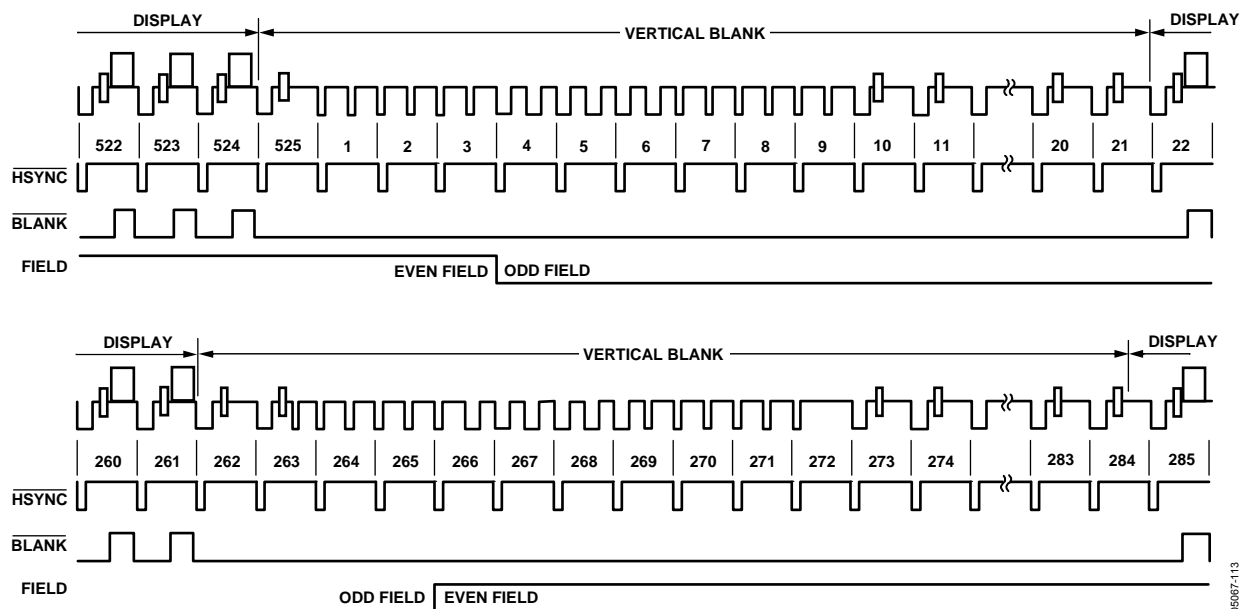 DISPLAY VERTICAL BLANK DISPLAY
522 523 524 525 1 2 3 4 5 6 7 8 9 10 11 20 21 22
HSYNC
BLANK
FIELD
EVEN FIELD ODD FIELD
DISPLAY VERTICAL BLANK DISPLAY
260 261 262 263 264 265 266 267 268 269 270 271 272 273 274 283 284 285
HSYNC
BLANK
FIELD
ODD FIELD EVEN FIELD
05067-113